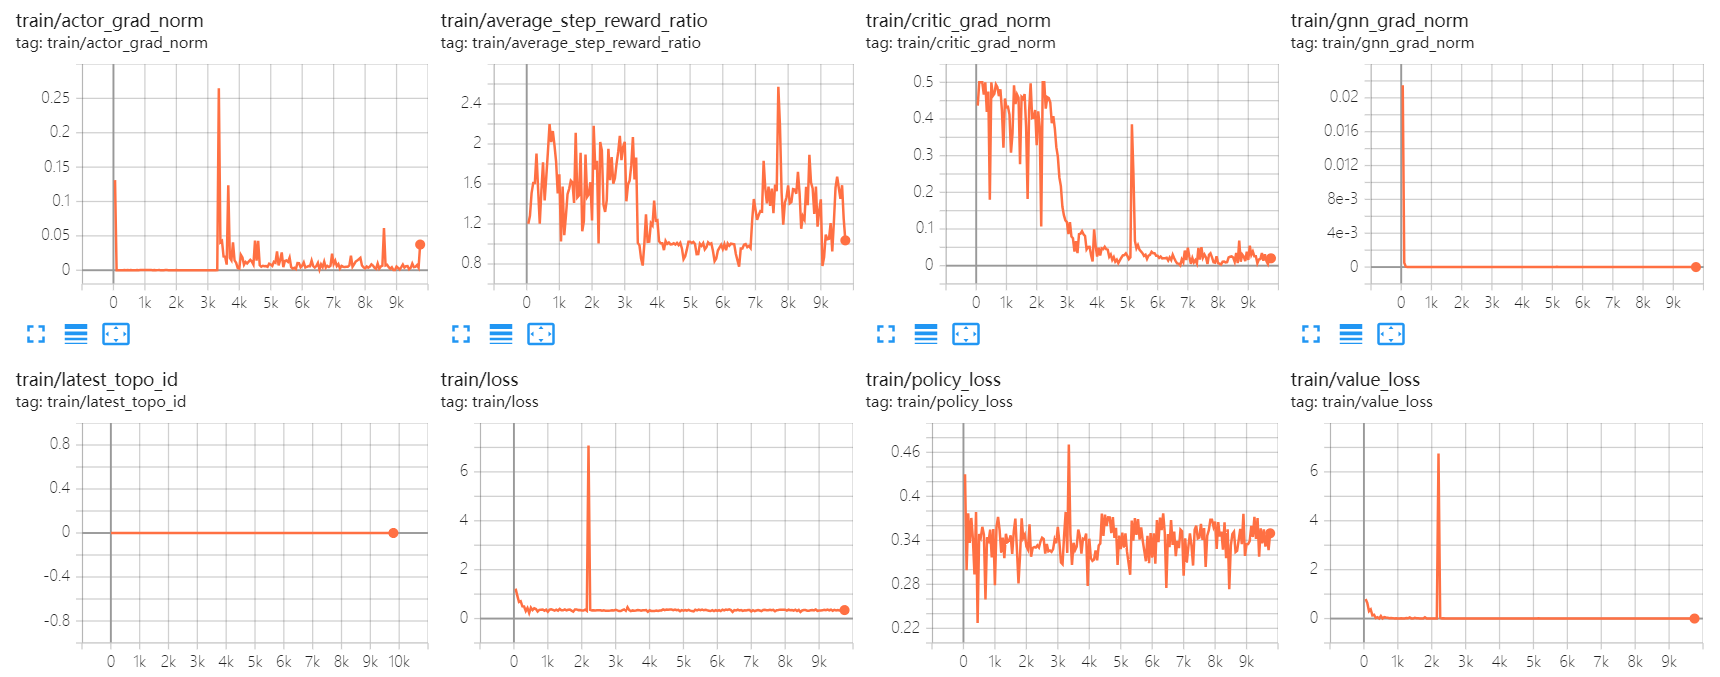 train/actor_grad_norm
tag: train/actor_grad_norm
0.25
0.2
0.15
0.1
0.05
0
0 1k 2k 3k 4k 5k 6k 7k 8k 9k
train/average_step_reward_ratio
tag: train/average_step_reward_ratio
2.4
2
1.6
1.2
0.8
0 1k 2k 3k 4k 5k 6k 7k 8k 9k
train/critic_grad_norm
tag: train/critic_grad_norm
0.5
0.4
0.3
0.2
0.1
0
0 1k 2k 3k 4k 5k 6k 7k 8k 9k
train/gnn_grad_norm
tag: train/gnn_grad_norm
0.02
0.016
0.012
8e-3
4e-3
0
0 1k 2k 3k 4k 5k 6k 7k 8k 9k
train/latest_topo_id
tag: train/latest_topo_id
0.8
0.4
0
-0.4
-0.8
0 1k 2k 3k 4k 5k 6k 7k 8k 9k 10k
train/loss
tag: train/loss
6
4
2
0
0 1k 2k 3k 4k 5k 6k 7k 8k 9k
train/policy_loss
tag: train/policy_loss
0.46
0.4
0.34
0.28
0.22
0 1k 2k 3k 4k 5k 6k 7k 8k 9k
train/value_loss
tag: train/value_loss
6
4
2
0
0 1k 2k 3k 4k 5k 6k 7k 8k 9k